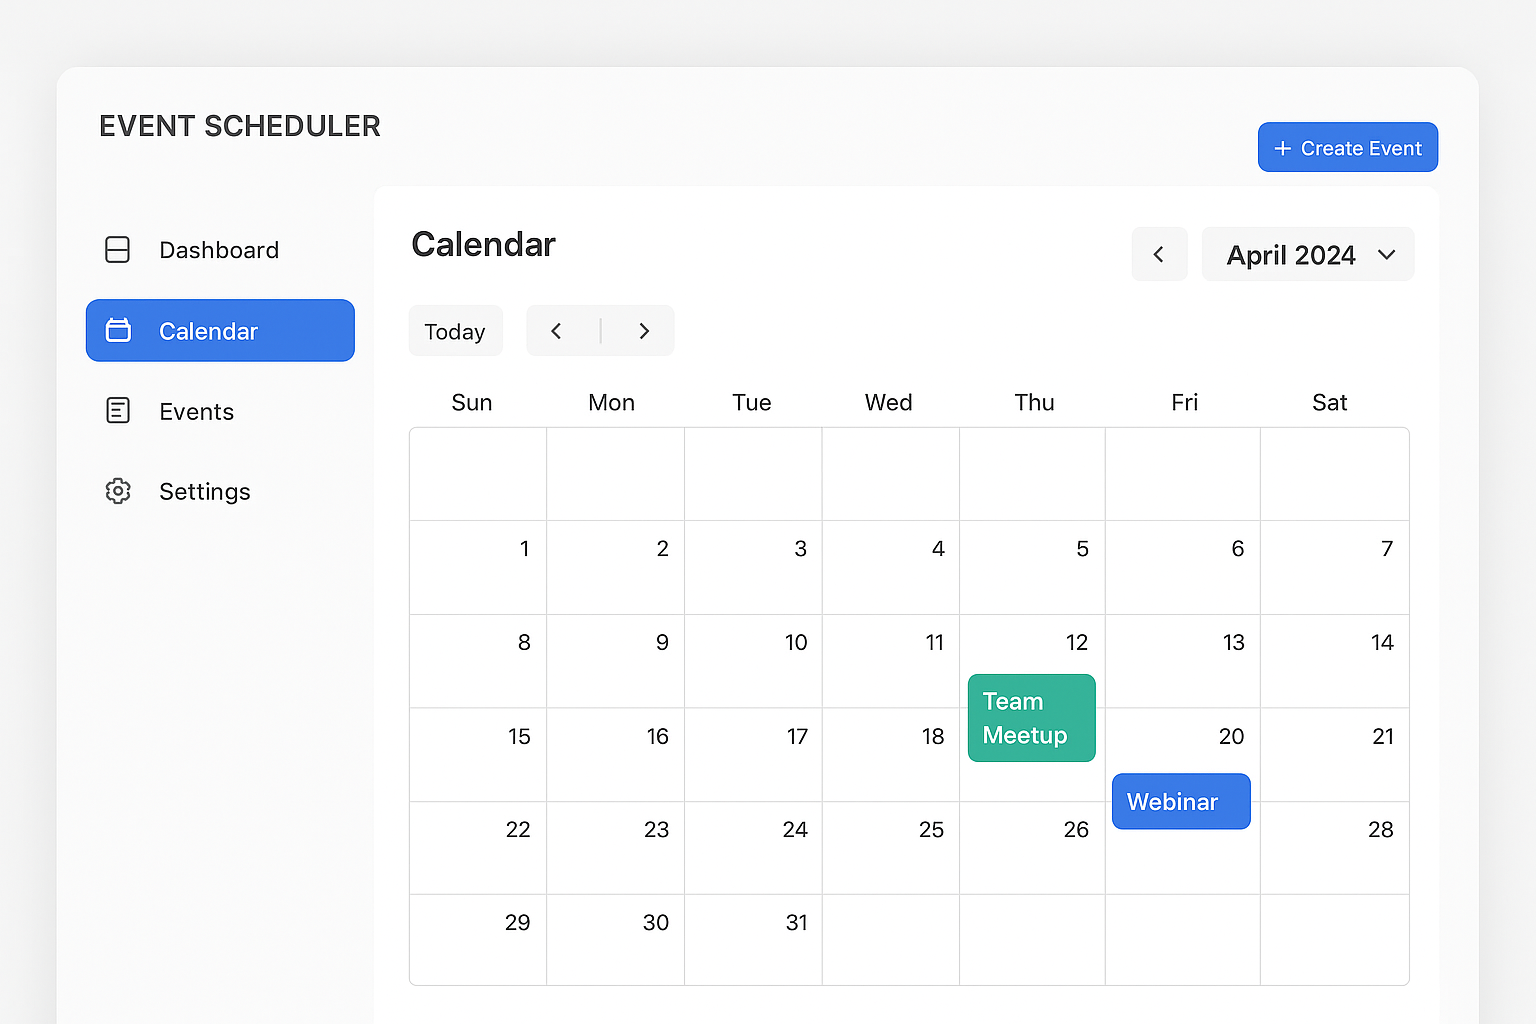 EVENT SCHEDULER
+ Create Event
Dashboard
Calendar
Events
Settings
Calendar
April 2024
Today
Sun Mon Tue Wed Thu Fri Sat
1 2 3 4 5 6 7
8 9 10 11 12 13 14
Team
Meetup
15 16 17 18 20 21
Webinar
22 23 24 25 26 28
29 30 31